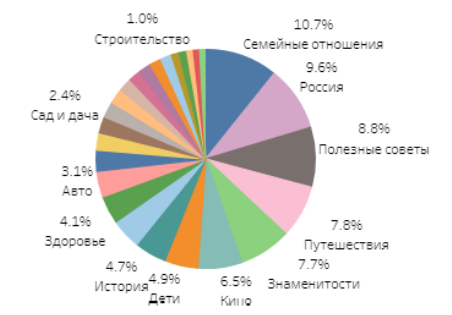 1.0%
Строительство
10.7%
Семейные отношения
9.6%
Россия
8.8%
Полезные советы
7.8%
Путешествия
7.7%
Знаменитости
6.5%
Кино
4.9%
Дети
4.7%
История
4.1%
Здоровье
3.1%
Авто
2.4%
Сад и дача